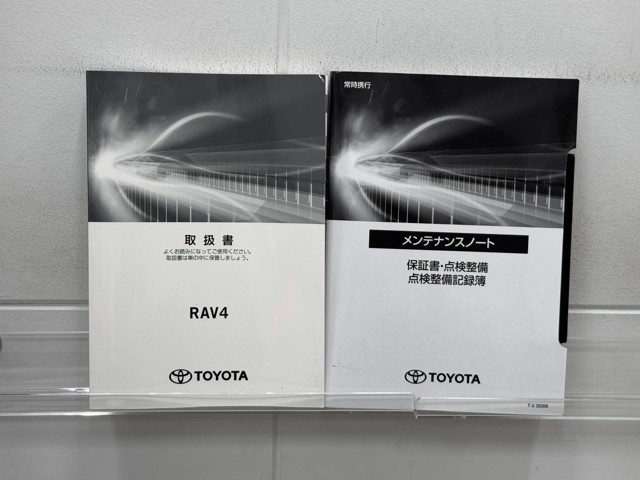 取扱書
よくお読みになってご使用ください。
取扱書は車の中に保管しましょう。
RAV4
TOYOTA
常時携行
メンテナンスノート
保証書・点検整備
点検整備記録簿
TOYOTA